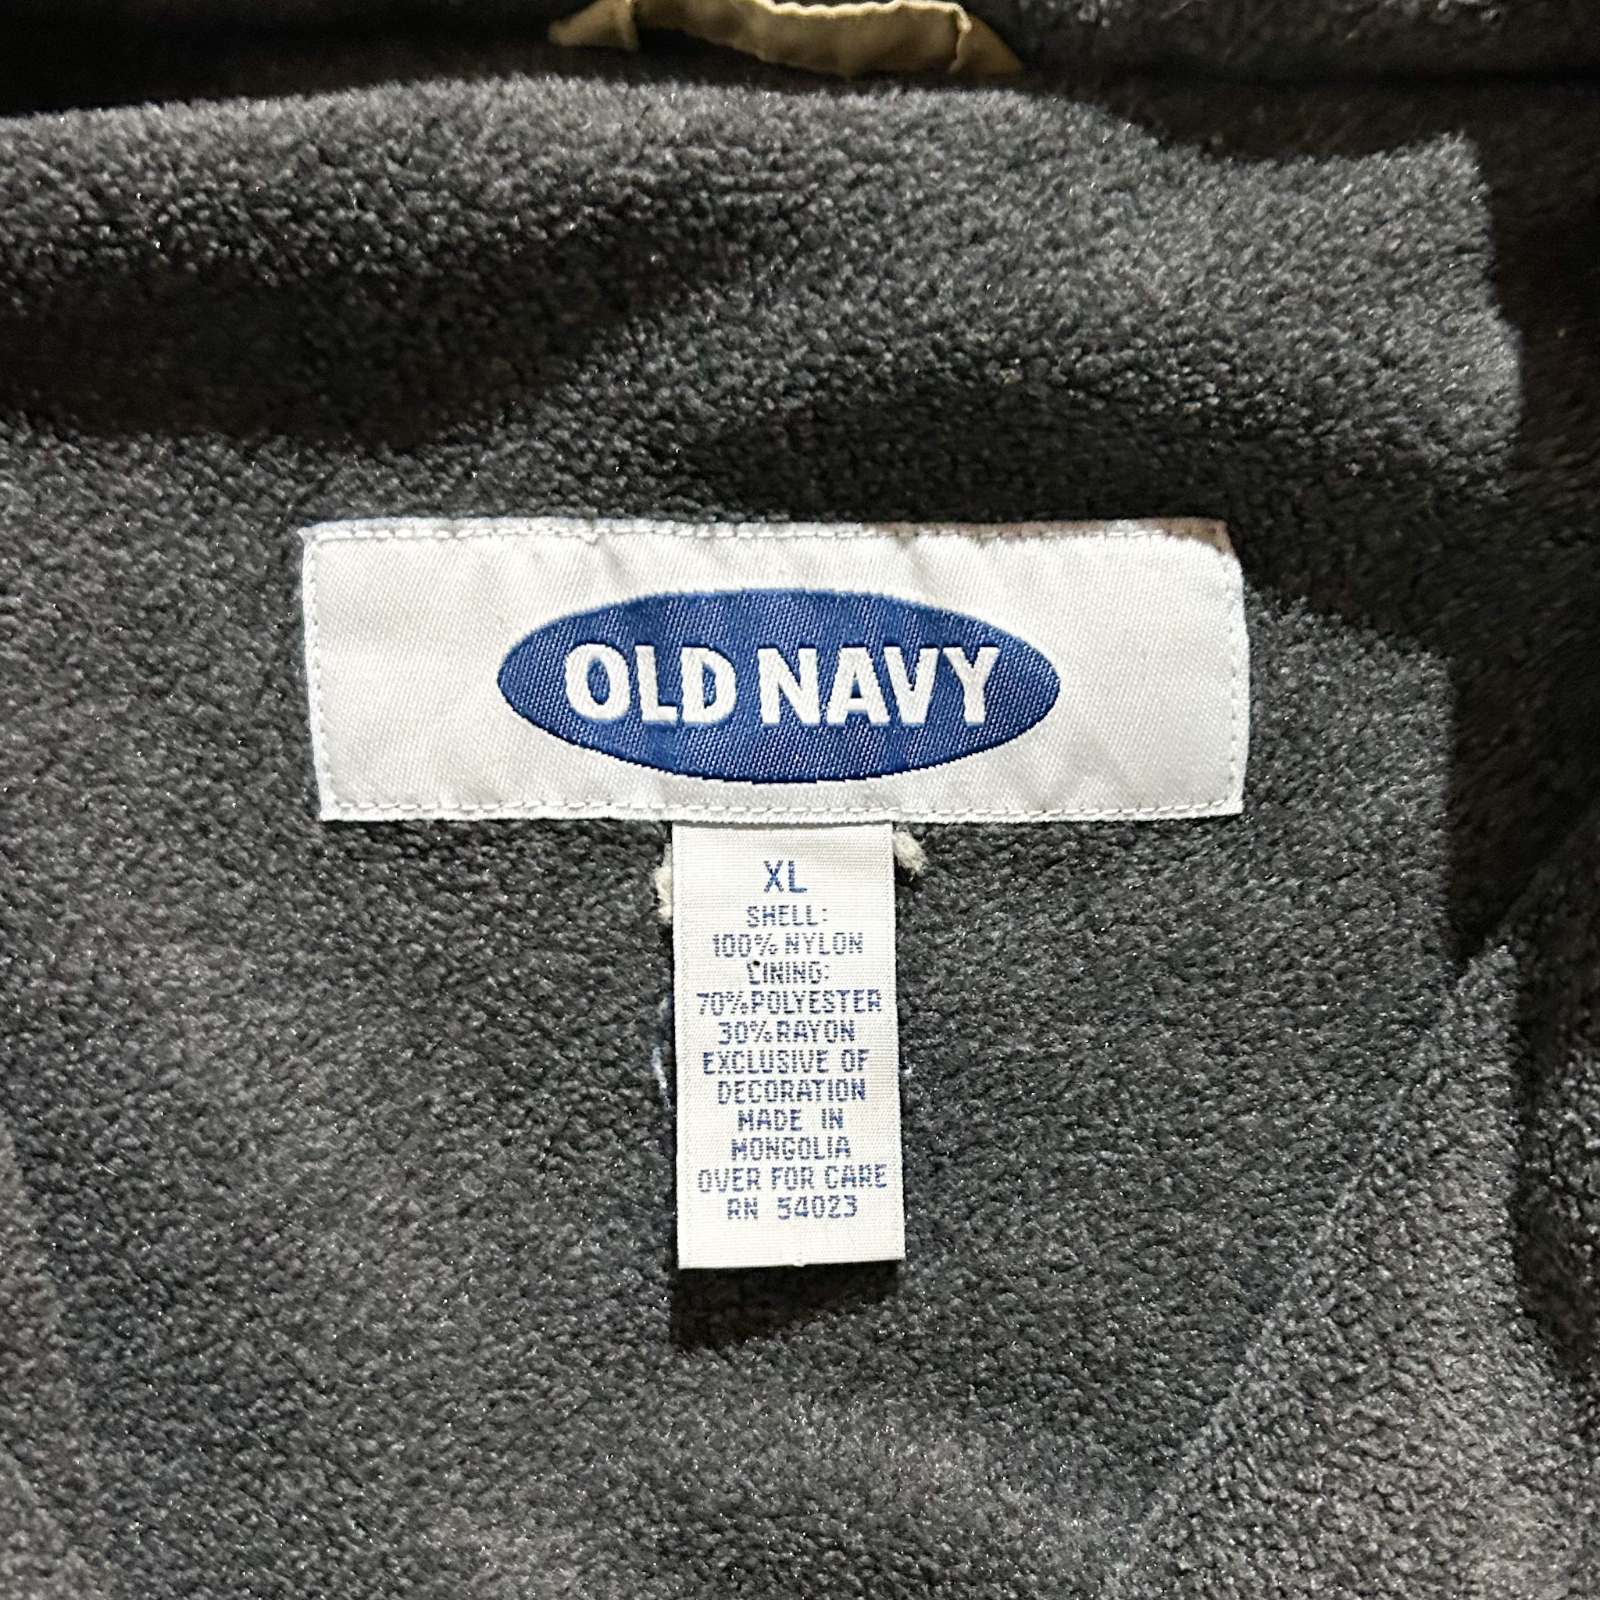 OLD NAVY
XL
SHELL:
100% NYLON
LINING:
70%POLYESTER
30%RAYON
EXCLUSIVE OF
DECORATION
MADE IN
MONGOLIA
OVER FOR CARE
RN 54023